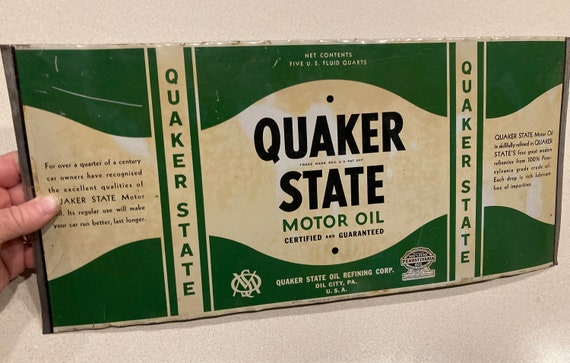 NET CONTENTS
FIVE U.S. FLUID QUARTS
For over a quarter of a century
car owners have recognized
the excellent qualities of
QUAKER STATE Motor
Oil. Its regular use will make
your car run better, last longer.
QUAKER STATE
QUAKER
TRADE MARK REG. U.S. PAT. OFF.
STATE
MOTOR OIL
CERTIFIED AND GUARANTEED
QUAKER STATE OIL REFINING CORP.
OIL CITY, PA.
U.S.A.
PENNSYLVANIA
QUAKER STATE
QUAKER STATE Motor Oil
is skillfully refined in QUAKER
STATE'S four great modern
refineries from 100% Penn-
sylvania grade crude oil.
Each drop is rich lubricant
free of impurities.